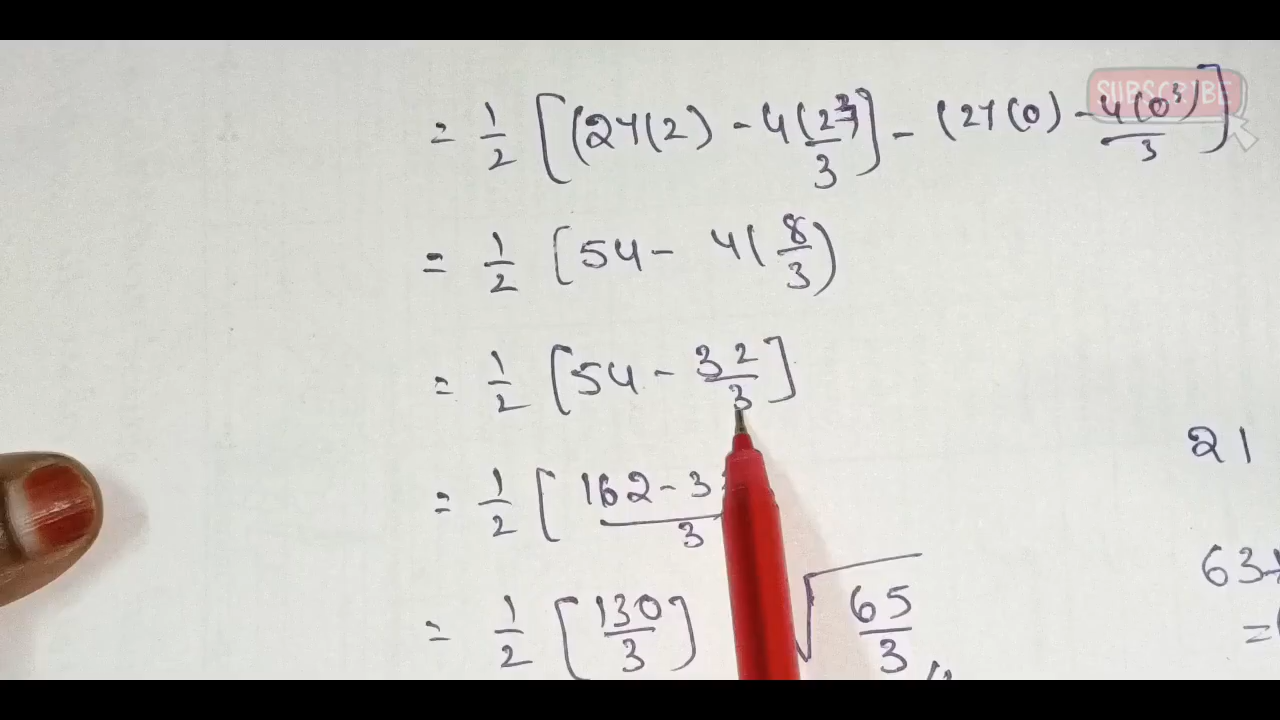 SUBSCRIBE
= 1/2 [(27(2) - 4(2³)/3] - (27(0) - 4(0³)/3)]
= 1/2 [54 - 4(8/3)
= 1/2 [54 - 32/3]
= 1/2 [162 - 3 /3
= 1/2 [130/3] √65/3 //
21
63
=